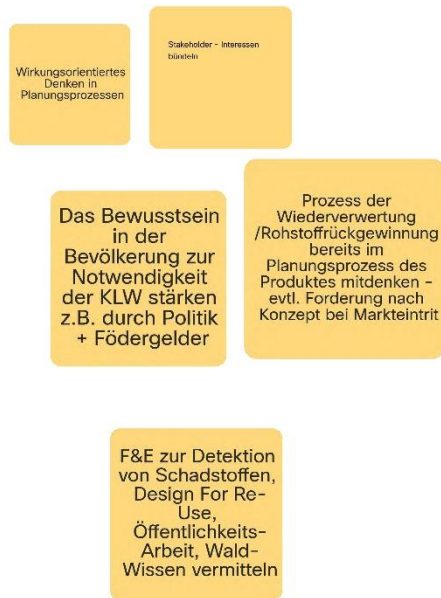 Wirkungsorientiertes
Denken in
Planungsprozessen
Stakeholder - Interessen
bündeln
Das Bewusstsein
in der
Bevölkerung zur
Notwendigkeit
der KLW stärken
z.B. durch Politik
+ Födergelder
Prozess der
Wiederverwertung
/Rohstoffrückgewinnung
bereits im
Planungsprozess des
Produktes mitdenken -
evtl. Forderung nach
Konzept bei Markteintrit
F&E zur Detektion
von Schadstoffen,
Design For Re-
Use,
Öffentlichkeits-
Arbeit, Wald-
Wissen vermitteln